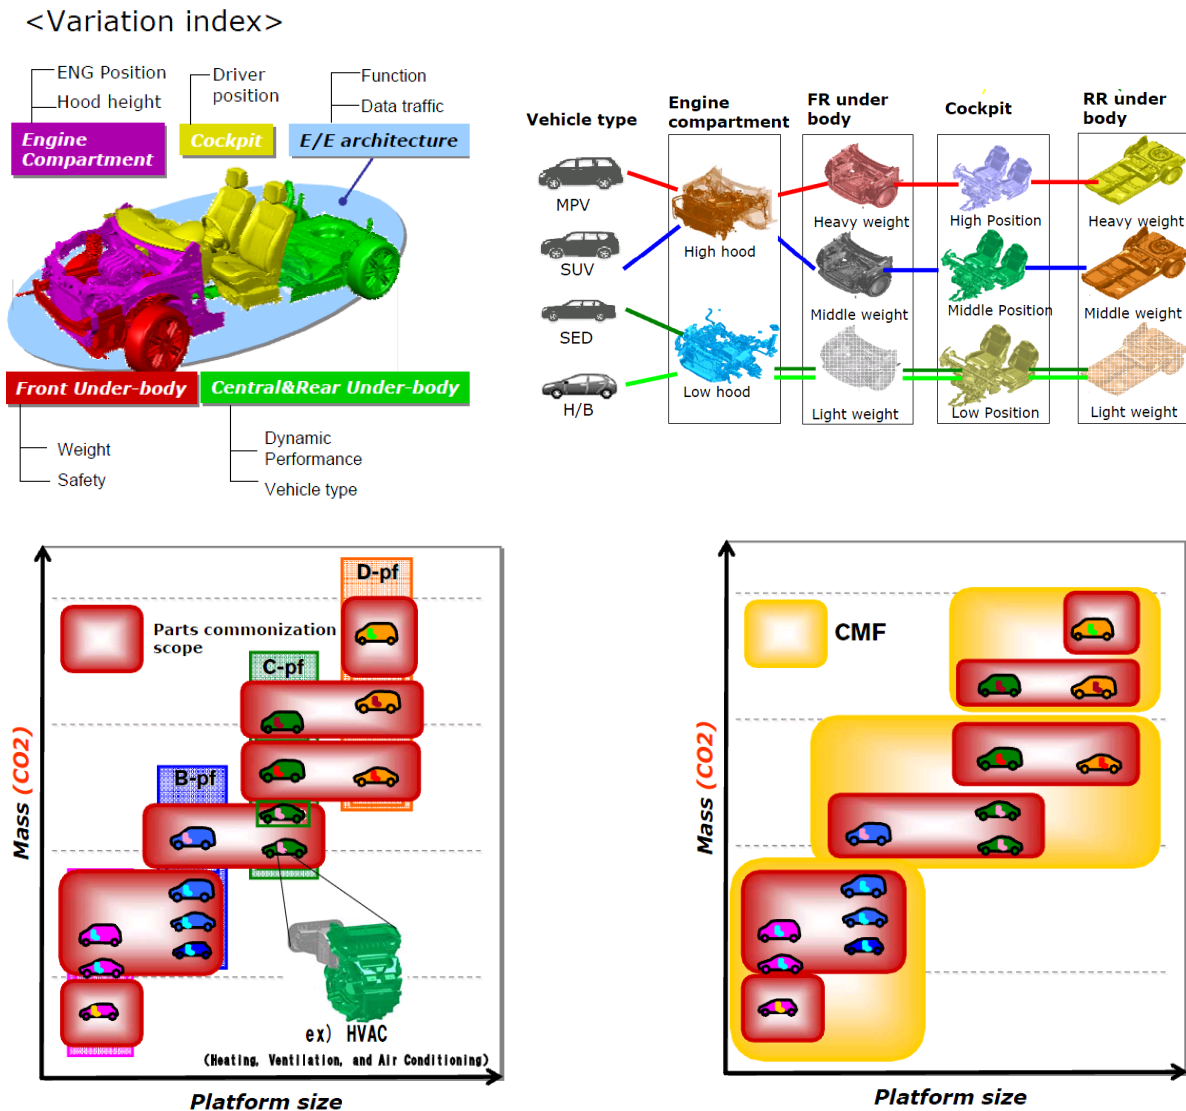 <Variation index>
ENG Position
Hood height
Driver
position
Function
Data traffic
Engine
Compartment
Cockpit
E/E architecture
Front Under-body
Central&Rear Under-body
Weight
Safety
Dynamic
Performance
Vehicle type
Vehicle type
Engine
compartment
FR under
body
Cockpit
RR under
body
MPV
SUV
SED
H/B
High hood
Low hood
Heavy weight
Middle weight
Light weight
High Position
Middle Position
Low Position
Heavy weight
Middle weight
Light weight
D-pf
Parts commonization
scope
C-pf
B-pf
Mass (CO2)
ex) HVAC
(Heating, Ventilation, and Air Conditioning)
Platform size
CMF
Mass (CO2)
Platform size